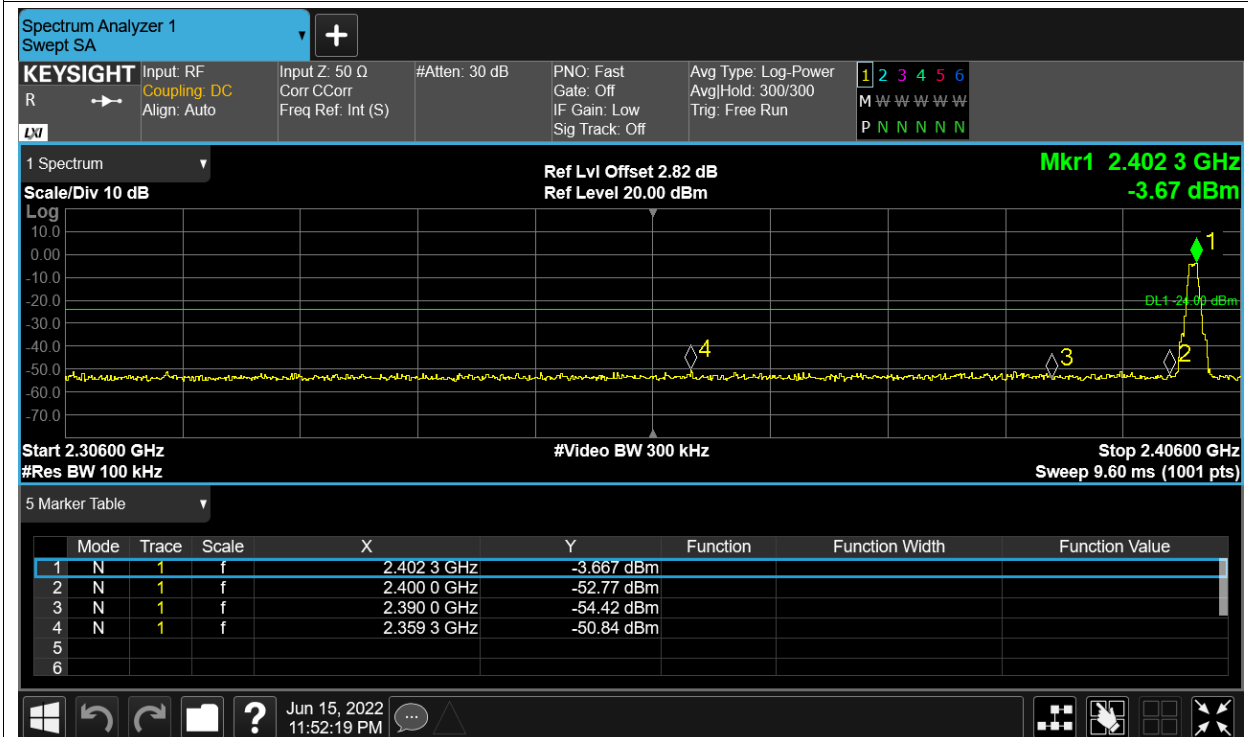 Spectrum Analyzer 1
Swept SA
+
KEYSIGHT Input: RF Input Z: 50 Ω #Atten: 30 dB PNO: Fast Avg Type: Log-Power 1 2 3 4 5 6
R Coupling: DC Corr CCorr Gate: Off Avg|Hold: 300/300 M W W W W W
Align: Auto Freq Ref: Int (S) IF Gain: Low Trig: Free Run
LXI Sig Track: Off P N N N N N
1 Spectrum Ref Lvl Offset 2.82 dB Mkr1 2.402 3 GHz
Scale/Div 10 dB Ref Level 20.00 dBm -3.67 dBm
Log
10.0
1
0.00
-10.0
-20.0
DL1 -24.00 dBm
-30.0
-40.0
4 3 2
-50.0
-60.0
-70.0
Start 2.30600 GHz #Video BW 300 kHz Stop 2.40600 GHz
#Res BW 100 kHz Sweep 9.60 ms (1001 pts)
5 Marker Table
Mode Trace Scale X Y Function Function Width Function Value
1 N 1 f 2.402 3 GHz -3.667 dBm
2 N 1 f 2.400 0 GHz -52.77 dBm
3 N 1 f 2.390 0 GHz -54.42 dBm
4 N 1 f 2.359 3 GHz -50.84 dBm
5
6
? Jun 15, 2022
11:52:19 PM